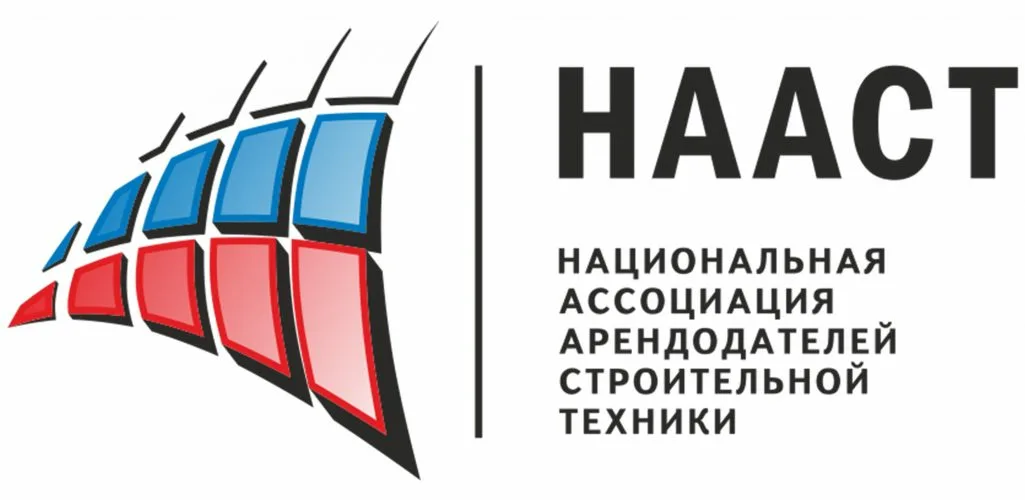 НААСТ
НАЦИОНАЛЬНАЯ
АССОЦИАЦИЯ
АРЕНДОДАТЕЛЕЙ
СТРОИТЕЛЬНОЙ
ТЕХНИКИ